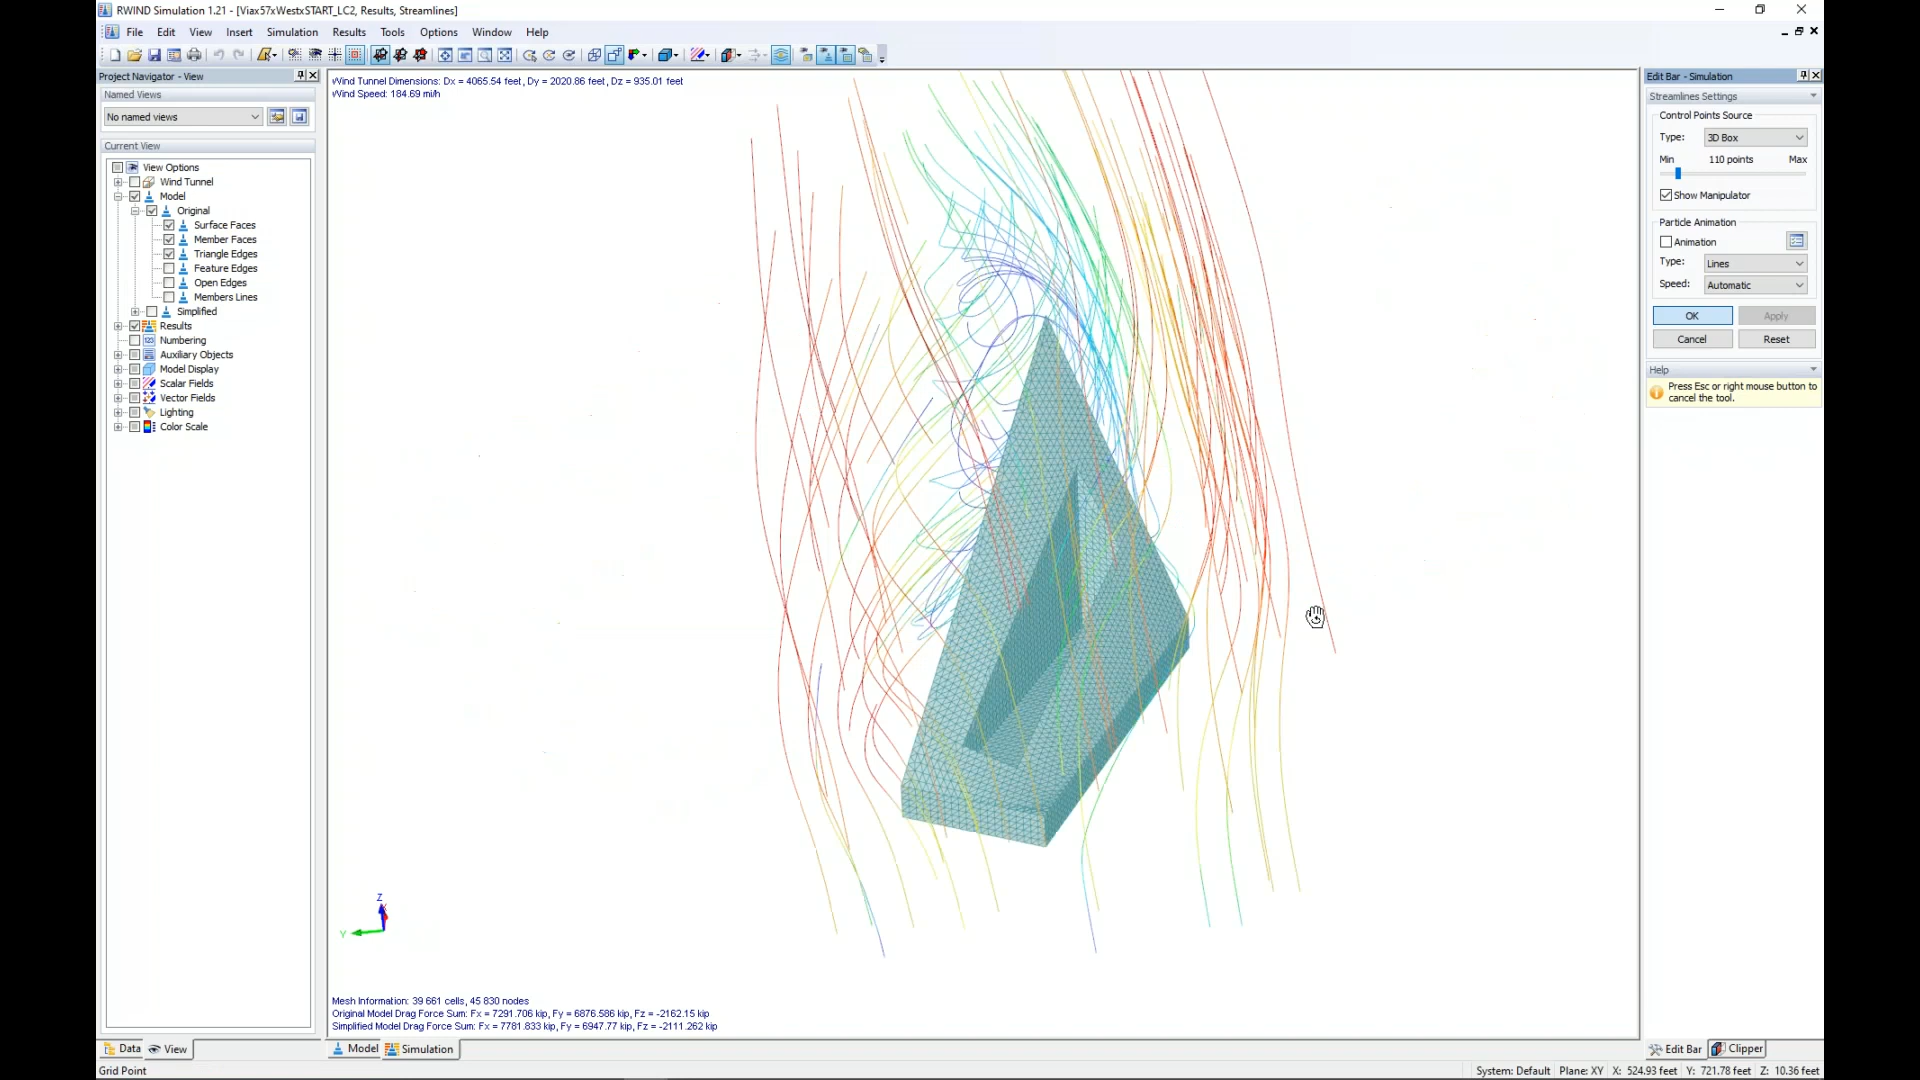 RWIND Simulation 1.21 - [Viax57xWestxSTART_LC2, Results, Streamlines]
File Edit View Insert Simulation Results Tools Options Window Help
Project Navigator - View
Named Views
No named views
Current View
View Options
Wind Tunnel
Model
Original
Surface Faces
Member Faces
Triangle Edges
Feature Edges
Open Edges
Members Lines
Simplified
Results
Numbering
Auxiliary Objects
Model Display
Scalar Fields
Vector Fields
Lighting
Color Scale
Data View
Wind Tunnel Dimensions: Dx = 4065.54 feet, Dy = 2020.86 feet, Dz = 935.01 feet
Wind Speed: 184.69 mi/h
Z
Y
Mesh Information: 39 661 cells, 45 830 nodes
Original Model Drag Force Sum: Fx = 7291.706 kip, Fy = 6876.586 kip, Fz = -2162.15 kip
Simplified Model Drag Force Sum: Fx = 7781.833 kip, Fy = 6947.77 kip, Fz = -2111.262 kip
Model Simulation
Edit Bar - Simulation
Streamlines Settings
Control Points Source
Type: 3D Box
Min 110 points Max
Show Manipulator
Particle Animation
Animation
Type: Lines
Speed: Automatic
OK Apply
Cancel Reset
Help
Press Esc or right mouse button to
cancel the tool.
Edit Bar Clipper
Grid Point
System: Default Plane: XY X: 524.93 feet Y: 721.78 feet Z: 10.36 feet